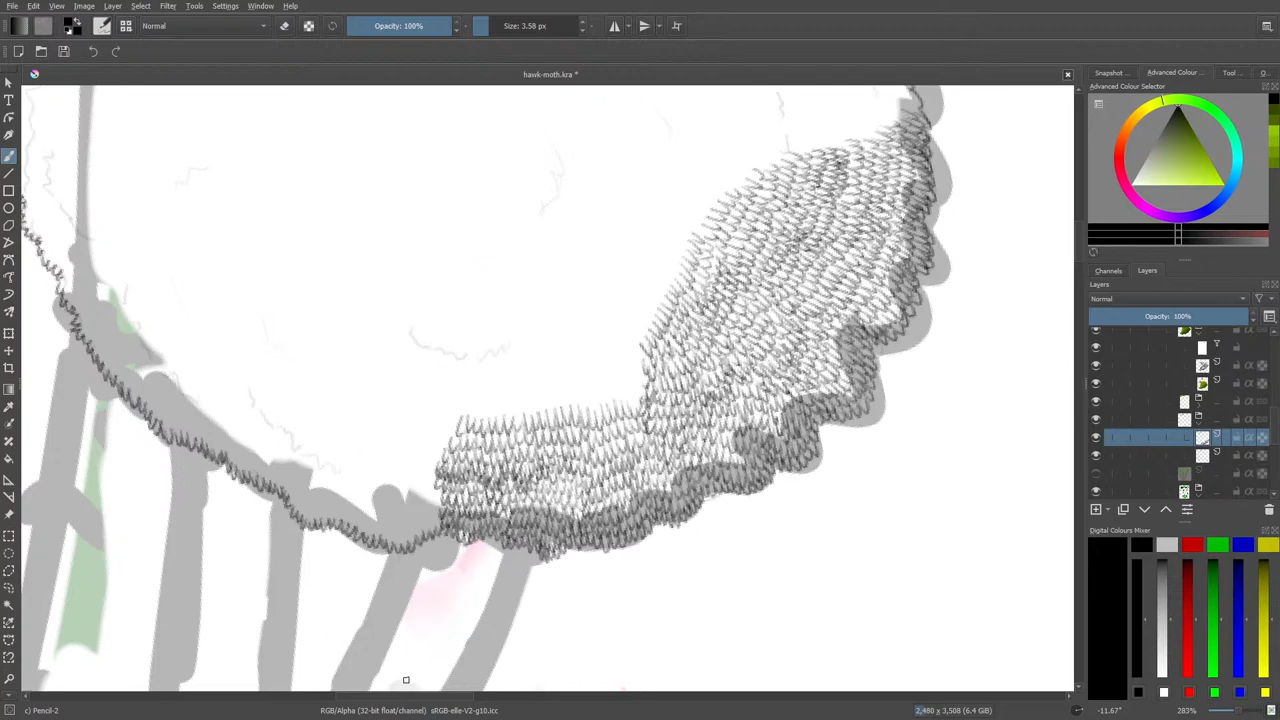 File Edit View Image Layer Select Filter Tools Settings Window Help
Normal Opacity: 100% Size: 3.58 px
hawk-moth.kra *
Snapshot ... Advanced Colour ... Tool ... O...
Advanced Colour Selector
Channels Layers
Layers
Normal
Opacity: 100%
Digital Colours Mixer
c) Pencil-2 RGB/Alpha (32-bit float/channel) sRGB-elle-V2-g10.icc 2,480 x 3,508 (6.4 GiB) -11.67° 283%